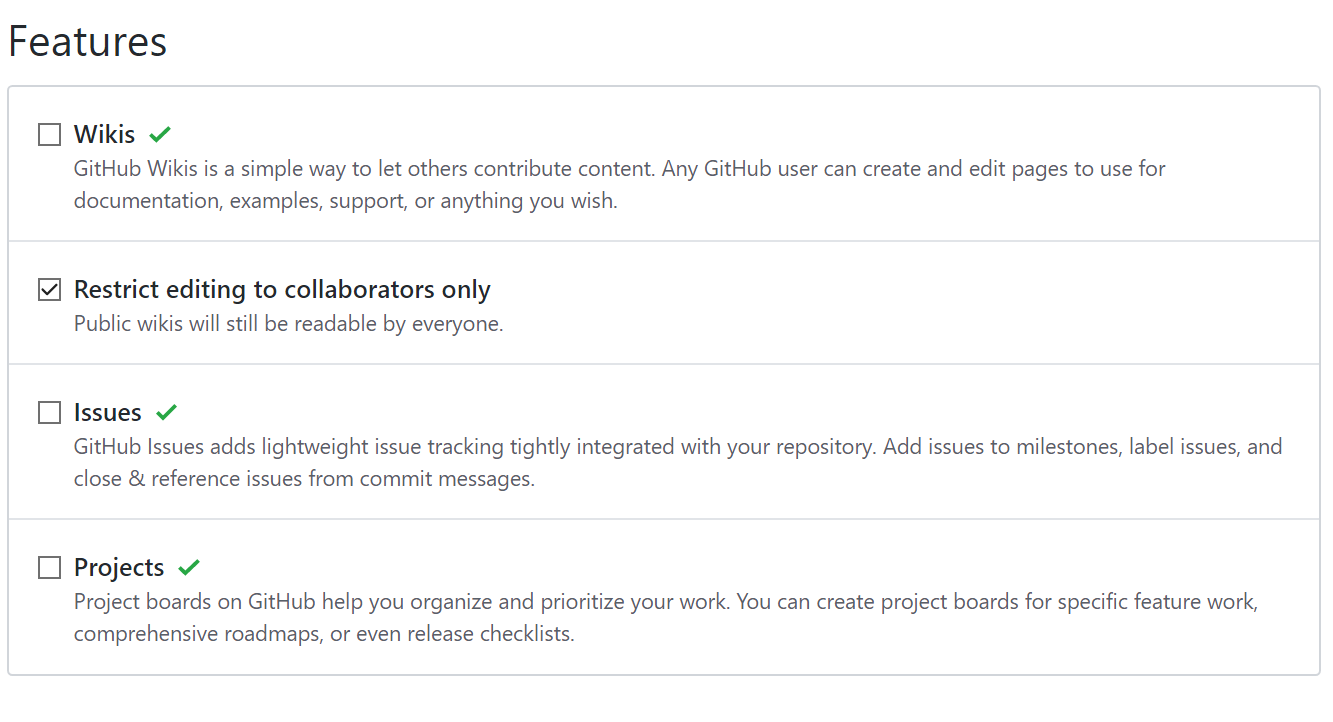 Features
Wikis
GitHub Wikis is a simple way to let others contribute content. Any GitHub user can create and edit pages to use for
documentation, examples, support, or anything you wish.
Restrict editing to collaborators only
Public wikis will still be readable by everyone.
Issues
GitHub Issues adds lightweight issue tracking tightly integrated with your repository. Add issues to milestones, label issues, and
close & reference issues from commit messages.
Projects
Project boards on GitHub help you organize and prioritize your work. You can create project boards for specific feature work,
comprehensive roadmaps, or even release checklists.